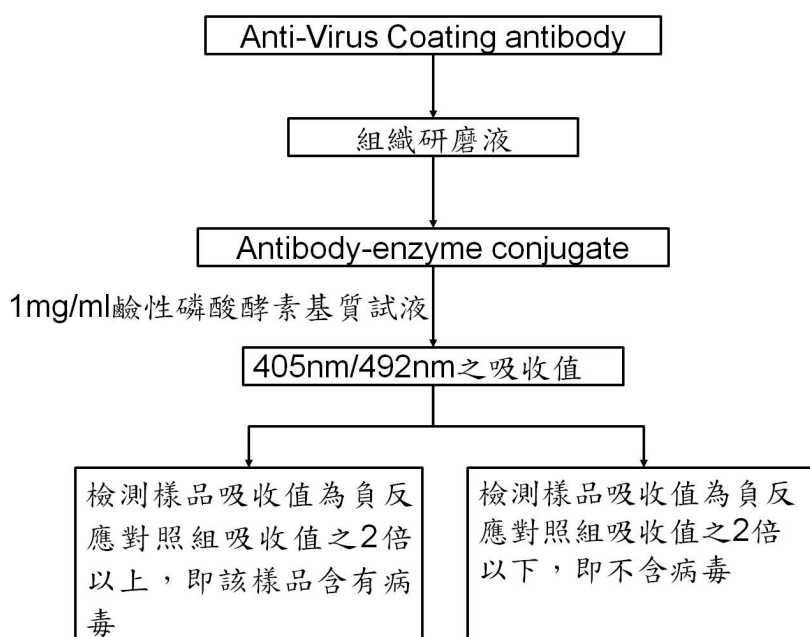 Anti-Virus Coating antibody
組織研磨液
Antibody-enzyme conjugate
1mg/ml鹼性磷酸酵素基質試液
405nm/492nm之吸收值
檢測樣品吸收值為負反
應對照組吸收值之2倍
以上，即該樣品含有病
毒
檢測樣品吸收值為負反
應對照組吸收值之2倍
以下，即不含病毒